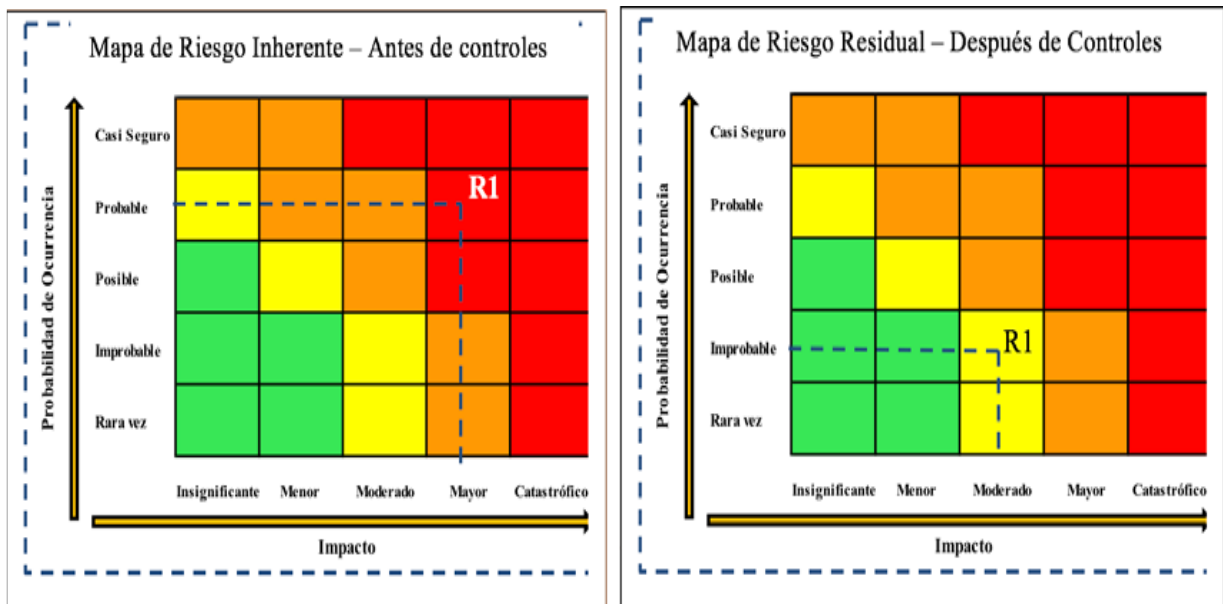 Mapa de Riesgo Inherente – Antes de controles
Probabilidad de Ocurrencia
Casi Seguro
Probable
R1
Posible
Improbable
Rara vez
Insignificante Menor Moderado Mayor Catastrófico
Impacto
Mapa de Riesgo Residual – Después de Controles
Probabilidad de Ocurrencia
Casi Seguro
Probable
Posible
Improbable
R1
Rara vez
Insignificante Menor Moderado Mayor Catastrófico
Impacto